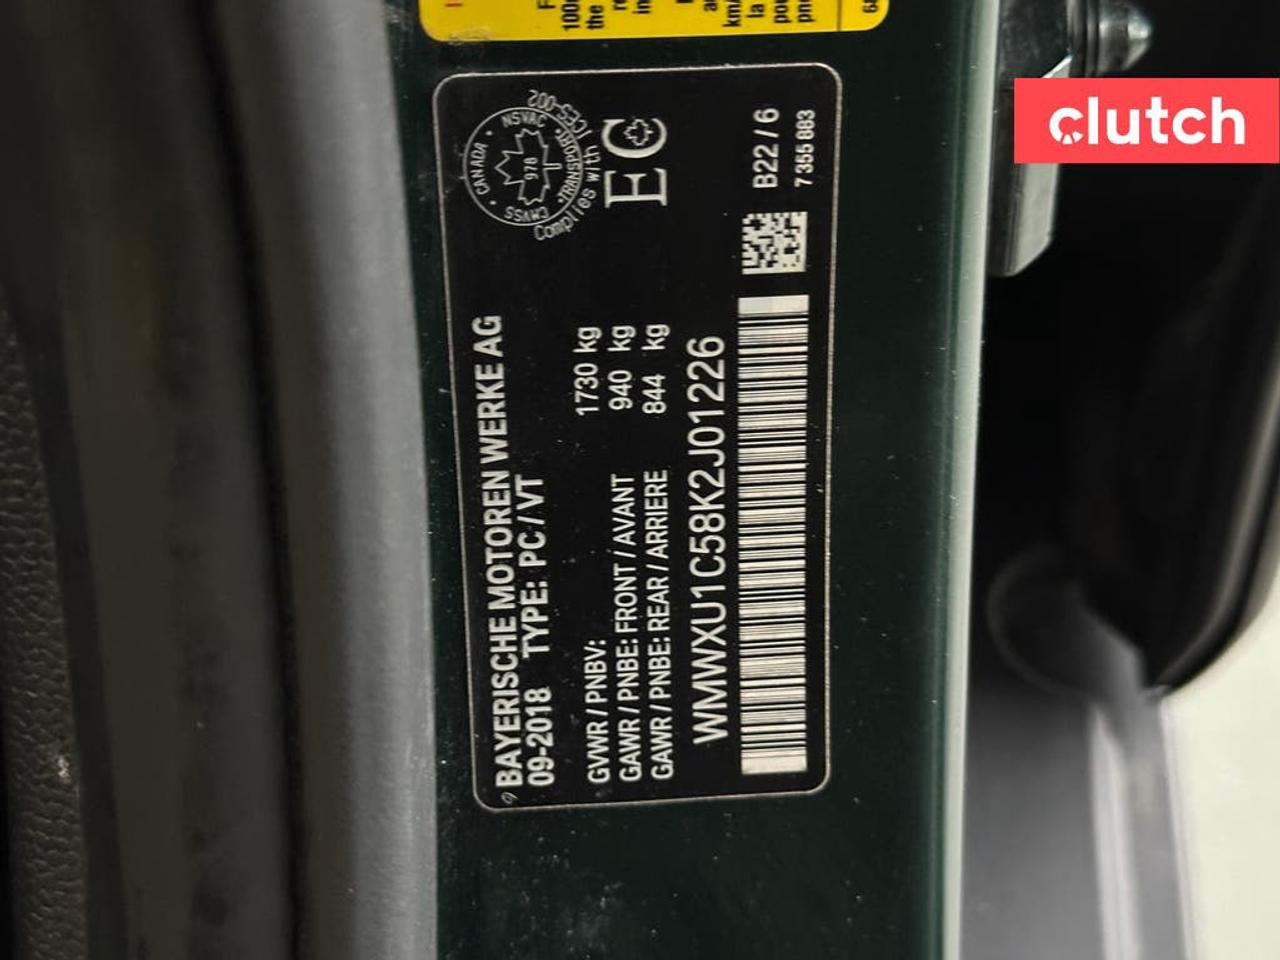 clutch
BAYERISCHE MOTOREN WERKE AG
09-2018 TYPE: PC/VT
GVWR / PNBV: 1730 kg
GAWR / PNBE: FRONT / AVANT 940 kg
GAWR / PNBE: REAR / ARRIERE 844 kg
WMWXU1C58K2J01226
CANADA
NSVAC
TRANSPORT
CMVSS
978
Complies with ICES-002
EC
B22 / 6
7 355 883